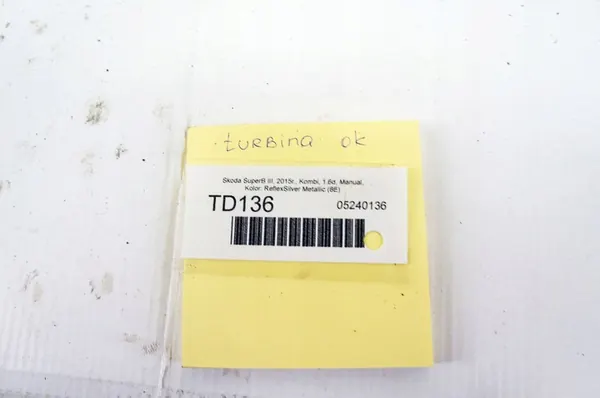 turbina ok
Skoda SuperB III, 2015r., Kombi, 1.6d, Manual,
Kolor: ReflexSilver Metallic (8E)
TD136 05240136